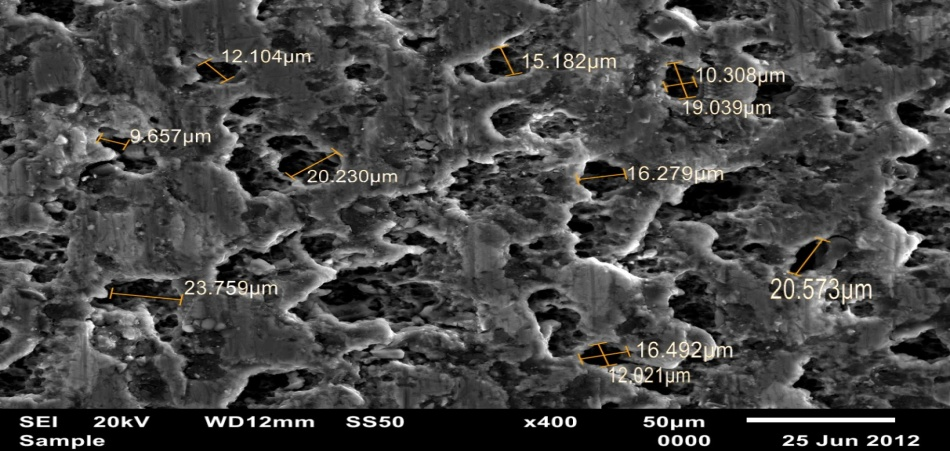 12.104µm
15.182µm
10.308µm
19.039µm
9.657µm
20.230µm
16.279µm
20.573µm
23.759µm
16.492µm
12.021µm
SEI 20kV WD12mm SS50 x400 50µm
Sample 0000 25 Jun 2012